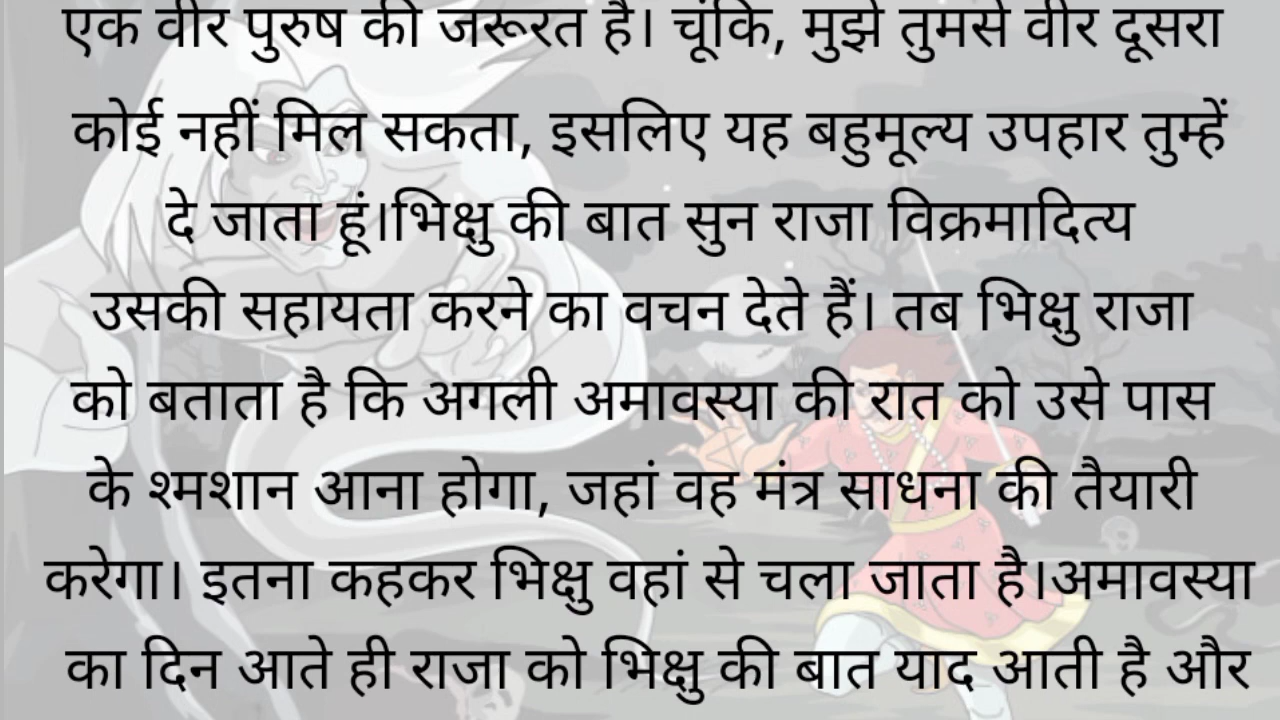 एक वीर पुरुष की जरूरत है। चूंकि, मुझे तुमसे वीर दूसरा
कोई नहीं मिल सकता, इसलिए यह बहुमूल्य उपहार तुम्हें
दे जाता हूं।भिक्षु की बात सुन राजा विक्रमादित्य
उसकी सहायता करने का वचन देते हैं। तब भिक्षु राजा
को बताता है कि अगली अमावस्या की रात को उसे पास
के श्मशान आना होगा, जहां वह मंत्र साधना की तैयारी
करेगा। इतना कहकर भिक्षु वहां से चला जाता है।अमावस्या
का दिन आते ही राजा को भिक्षु की बात याद आती है और